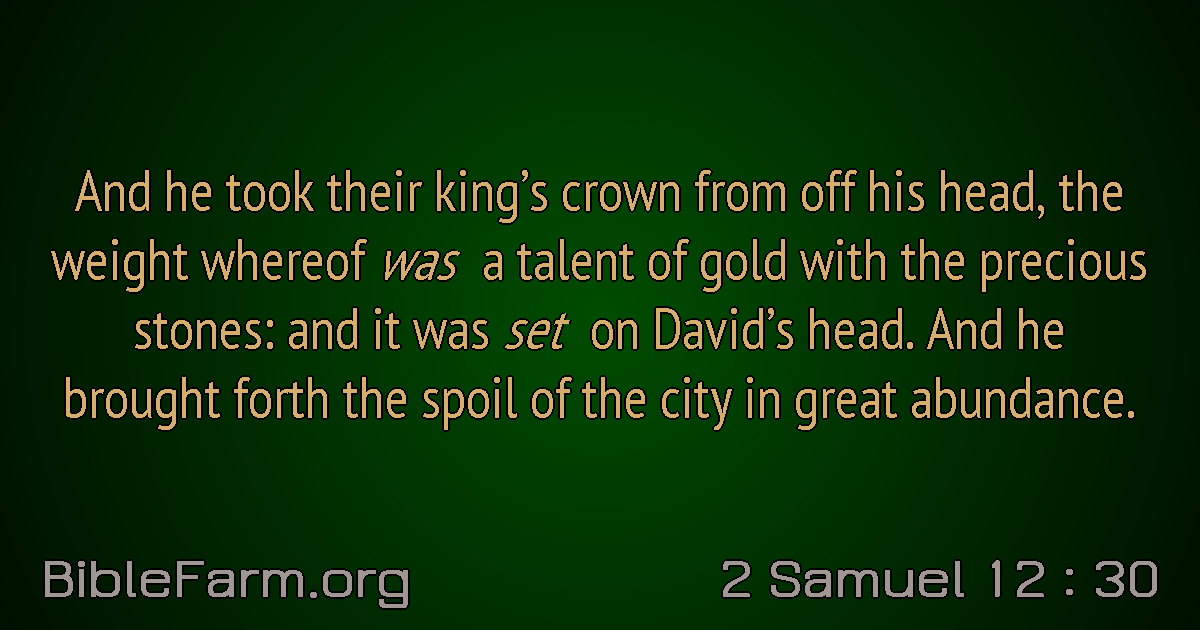 And he took their king’s crown from off his head, the
weight whereof was a talent of gold with the precious
stones: and it was set on David’s head. And he
brought forth the spoil of the city in great abundance.
BibleFarm.org
2 Samuel 12 : 30